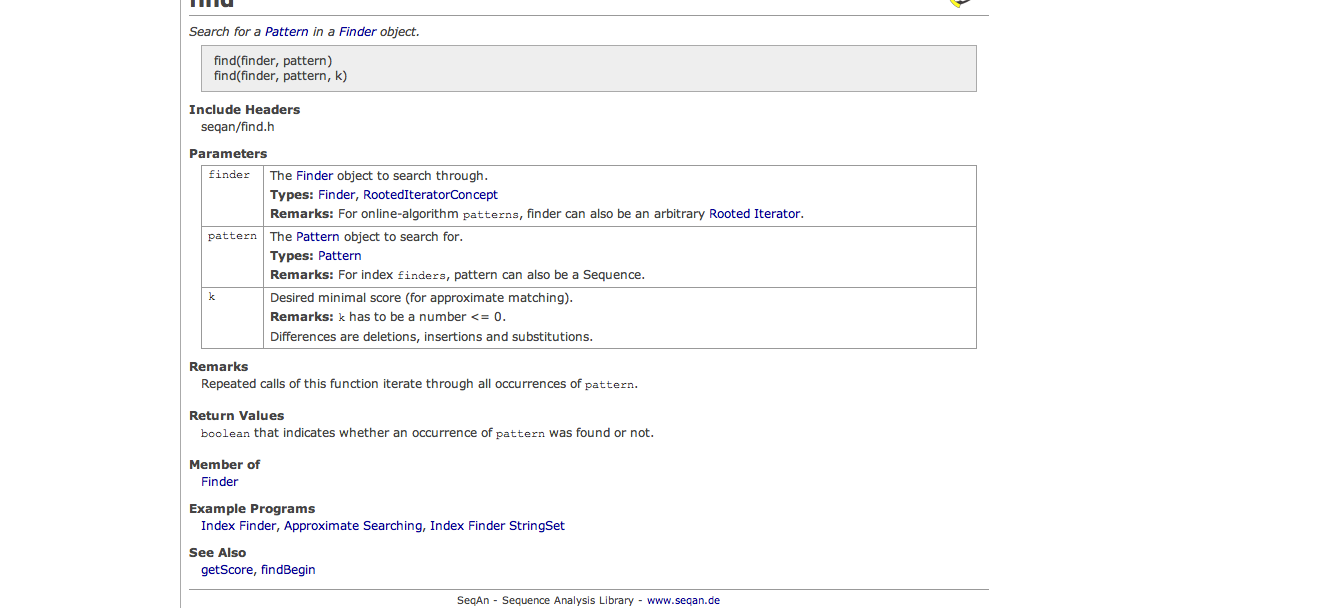 find
Search for a Pattern in a Finder object.
find(finder, pattern)
find(finder, pattern, k)
Include Headers
seqan/find.h
Parameters
finder
The Finder object to search through.
Types: Finder, RootedIteratorConcept
Remarks: For online-algorithm patterns, finder can also be an arbitrary Rooted Iterator.
pattern
The Pattern object to search for.
Types: Pattern
Remarks: For index finders, pattern can also be a Sequence.
k
Desired minimal score (for approximate matching).
Remarks: k has to be a number <= 0.
Differences are deletions, insertions and substitutions.
Remarks
Repeated calls of this function iterate through all occurrences of pattern.
Return Values
boolean that indicates whether an occurrence of pattern was found or not.
Member of
Finder
Example Programs
Index Finder, Approximate Searching, Index Finder StringSet
See Also
getScore, findBegin
SeqAn - Sequence Analysis Library - www.seqan.de